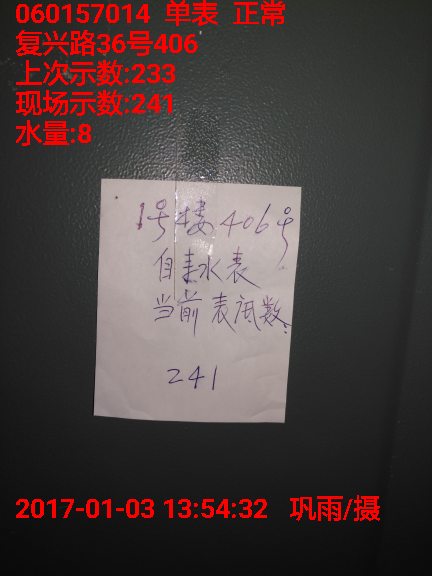 060157014 单表 正常
复兴路36号406
上次示数:233
现场示数:241
水量:8
1号楼406号
自来水表
当前表底数:
241
2017-01-03 13:54:32 巩雨/摄